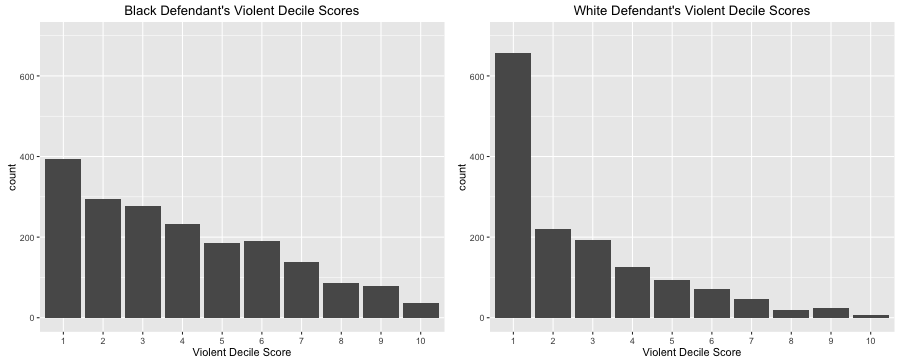 Black Defendant's Violent Decile Scores
600
400
200
0
count
1 2 3 4 5 6 7 8 9 10
Violent Decile Score
White Defendant's Violent Decile Scores
600
400
200
0
count
1 2 3 4 5 6 7 8 9 10
Violent Decile Score